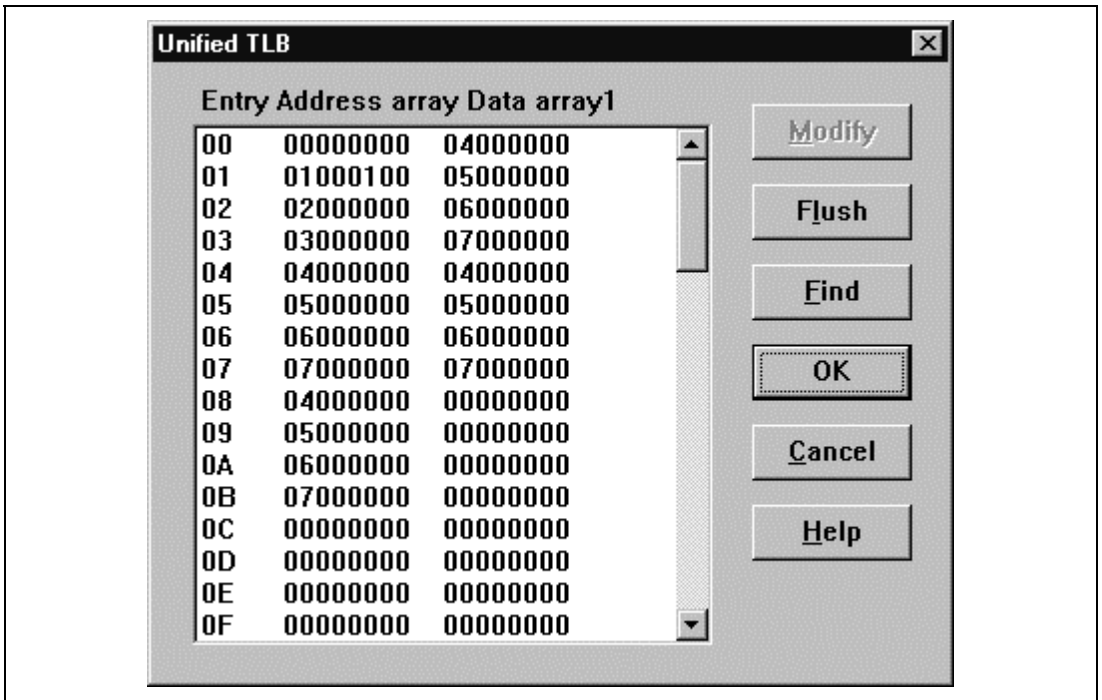 Unified TLB
Entry Address array Data array1
00 00000000 04000000
01 01000100 05000000
02 02000000 06000000
03 03000000 07000000
04 04000000 04000000
05 05000000 05000000
06 06000000 06000000
07 07000000 07000000
08 04000000 00000000
09 05000000 00000000
0A 06000000 00000000
0B 07000000 00000000
0C 00000000 00000000
0D 00000000 00000000
0E 00000000 00000000
0F 00000000 00000000
Modify
Flush
Find
OK
Cancel
Help